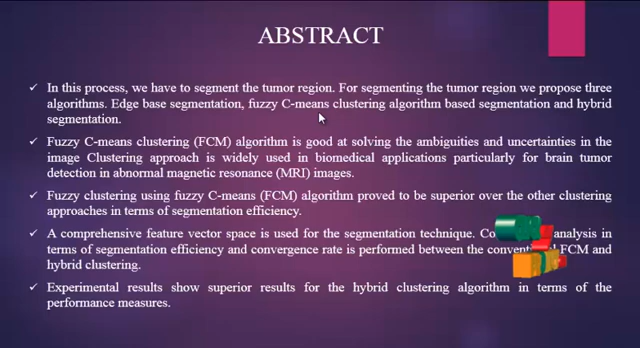 ABSTRACT
✓ In this process, we have to segment the tumor region. For segmenting the tumor region we propose three
algorithms. Edge base segmentation, fuzzy C-means clustering algorithm based segmentation and hybrid
segmentation.
✓ Fuzzy C-means clustering (FCM) algorithm is good at solving the ambiguities and uncertainties in the
image Clustering approach is widely used in biomedical applications particularly for brain tumor
detection in abnormal magnetic resonance (MRI) images.
✓ Fuzzy clustering using fuzzy C-means (FCM) algorithm proved to be superior over the other clustering
approaches in terms of segmentation efficiency.
✓ A comprehensive feature vector space is used for the segmentation technique. analysis in
terms of segmentation efficiency and convergence rate is performed between the FCM and
hybrid clustering.
✓ Experimental results show superior results for the hybrid clustering algorithm in terms of the
performance measures.